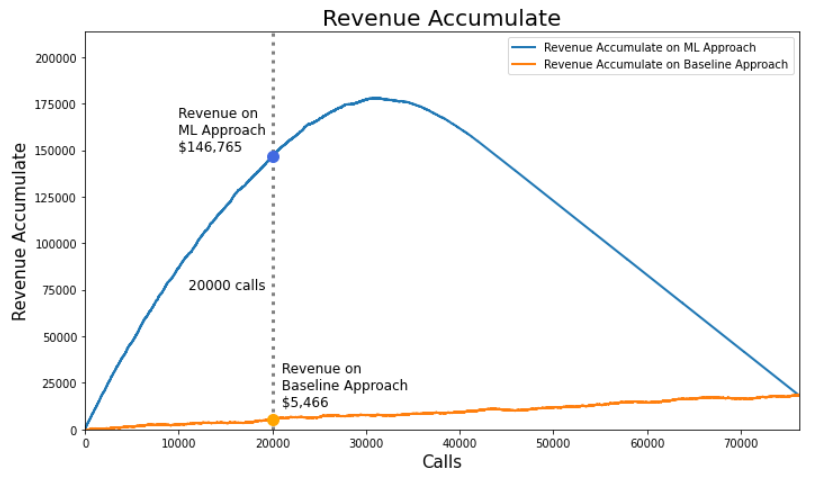 Revenue Accumulate
Revenue Accumulate on ML Approach
Revenue Accumulate on Baseline Approach
200000
175000
150000
125000
100000
75000
50000
25000
0
Revenue Accumulate
Revenue on
ML Approach
$146,765
20000 calls
Revenue on
Baseline Approach
$5,466
0
10000
20000
30000
40000
50000
60000
70000
Calls